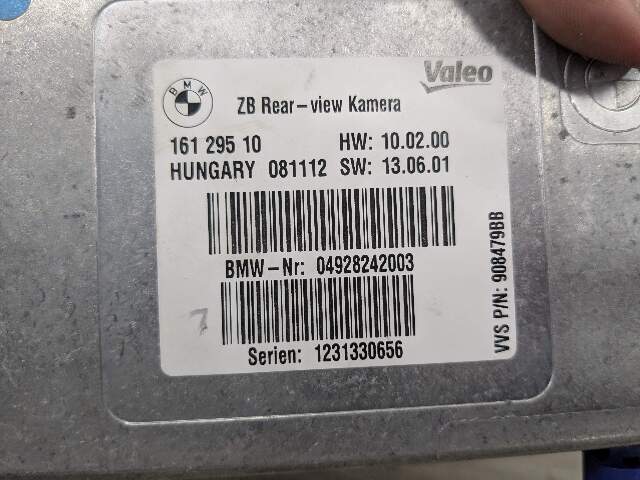 BMW
Valeo
ZB Rear-view Kamera
161 295 10 HW: 10.02.00
HUNGARY 081112 SW: 13.06.01
BMW-Nr: 04928242003
7
Serien: 1231330656
VVS P/N: 908479BB